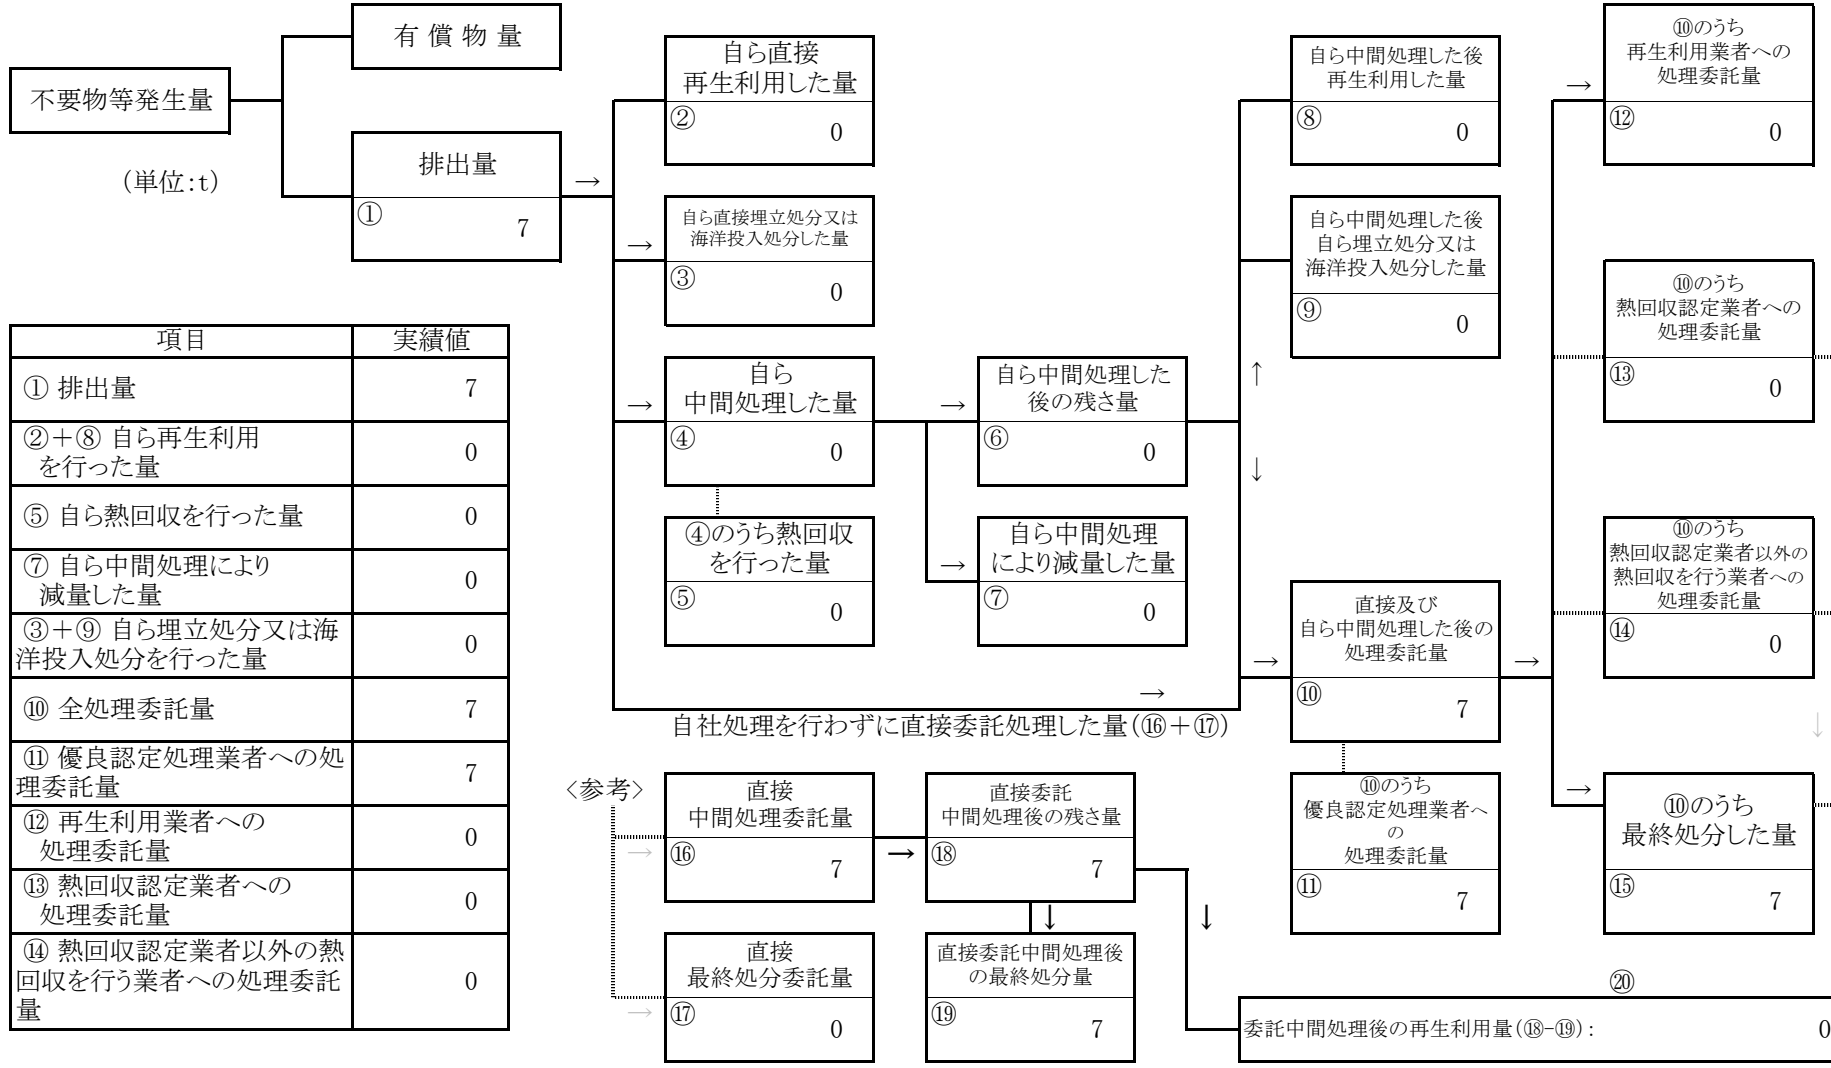 有 償 物 量
不要物等発生量
(単位:t)
排出量
①
7
→
自ら直接
再生利用した量
②
0
→
自ら直接埋立処分又は
海洋投入処分した量
③
0
→
自ら
中間処理した量
④
0
④のうち熱回収
を行った量
⑤
0
→
自ら中間処理した
後の残さ量
⑥
0
→
自ら中間処理
により減量した量
⑦
0
自ら中間処理した後
再生利用した量
⑧
0
自ら中間処理した後
自ら埋立処分又は
海洋投入処分した量
⑨
0
↑
↓
→
自社処理を行わずに直接委託処理した量(⑯+⑰)
→
直接及び
自ら中間処理した後の
処理委託量
⑩
7
⑩のうち
優良認定処理業者へ
の
処理委託量
⑪
7
→
→
⑩のうち
再生利用業者への
処理委託量
⑫
0
⑩のうち
熱回収認定業者への
処理委託量
⑬
0
⑩のうち
熱回収認定業者以外の
熱回収を行う業者への
処理委託量
⑭
0
↓
→
⑩のうち
最終処分した量
⑮
7
項目 実績値
① 排出量 7
②+⑧ 自ら再生利用
を行った量 0
⑤ 自ら熱回収を行った量 0
⑦ 自ら中間処理により
減量した量 0
③+⑨ 自ら埋立処分又は海
洋投入処分を行った量 0
⑩ 全処理委託量 7
⑪ 優良認定処理業者への処
理委託量 7
⑫ 再生利用業者への
処理委託量 0
⑬ 熱回収認定業者への
処理委託量 0
⑭ 熱回収認定業者以外の熱
回収を行う業者への処理委託
量 0
<参考>
→
直接
中間処理委託量
⑯
7
→
直接委託
中間処理後の残さ量
⑱
7
↓
↓
→
直接
最終処分委託量
⑰
0
直接委託中間処理後
の最終処分量
⑲
7
⑳
委託中間処理後の再生利用量(⑱-⑲): 0